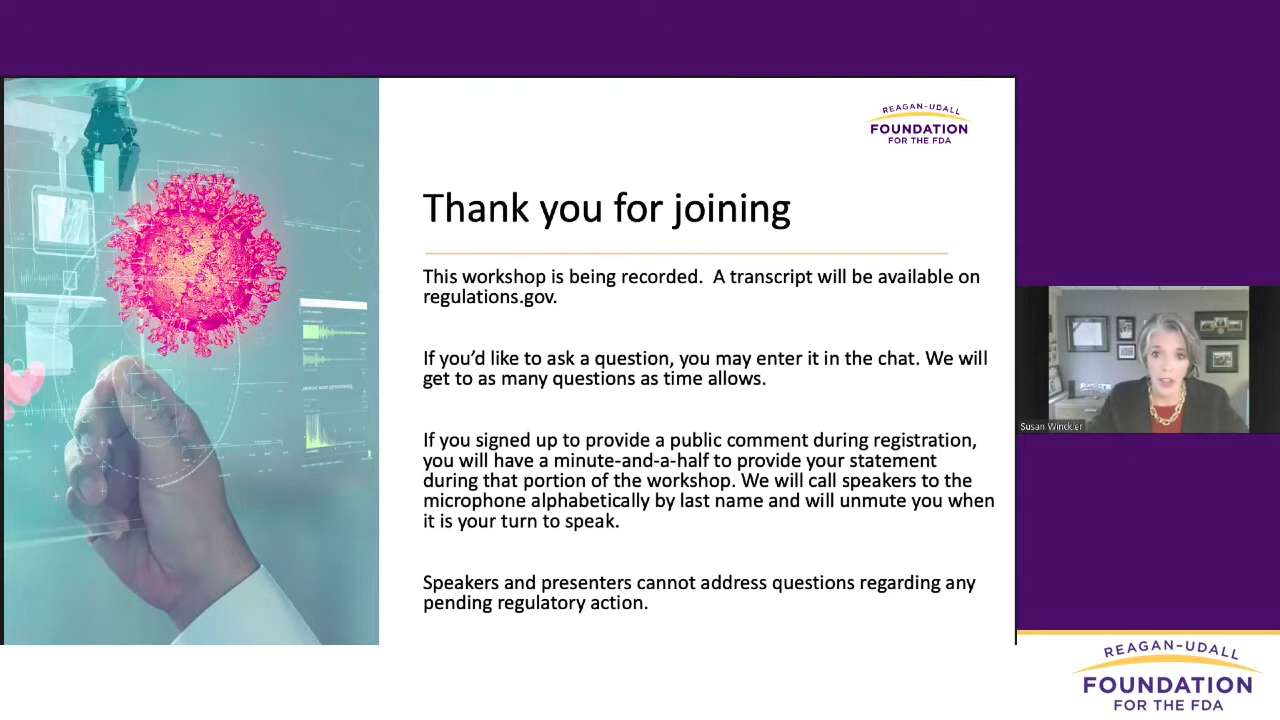 REAGAN-UDALL
FOUNDATION
FOR THE FDA
Thank you for joining
This workshop is being recorded.  A transcript will be available on
regulations.gov.
If you’d like to ask a question, you may enter it in the chat. We will
get to as many questions as time allows.
If you signed up to provide a public comment during registration,
you will have a minute-and-a-half to provide your statement
during that portion of the workshop. We will call speakers to the
microphone alphabetically by last name and will unmute you when
it is your turn to speak.
Speakers and presenters cannot address questions regarding any
pending regulatory action.
Susan Winckler
REAGAN-UDALL
FOUNDATION
FOR THE FDA